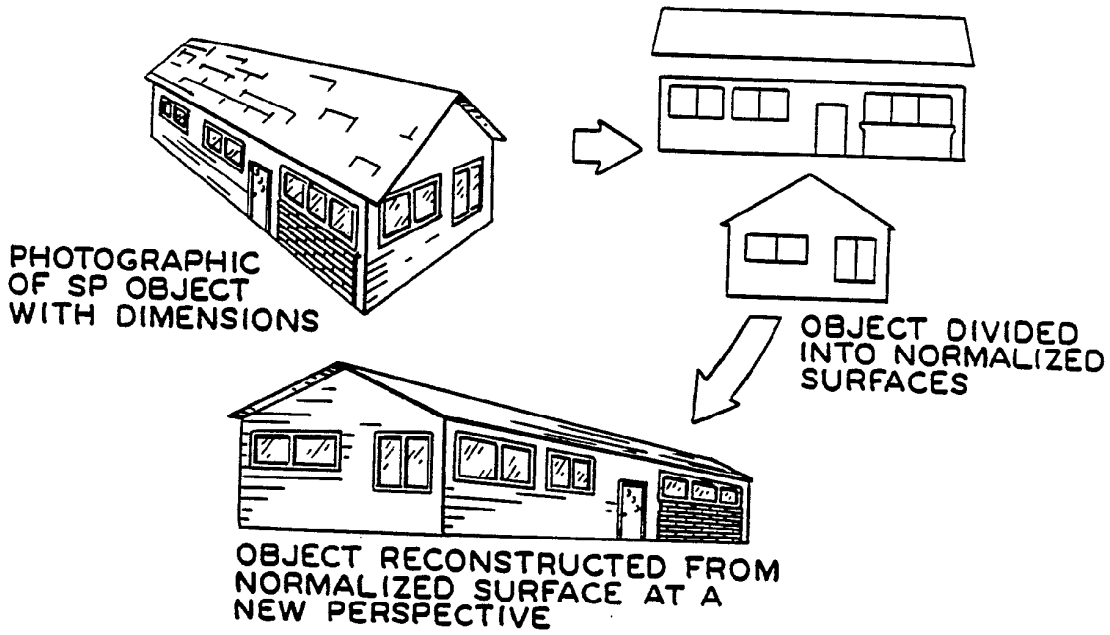 PHOTOGRAPHIC
OF SP OBJECT
WITH DIMENSIONS
OBJECT DIVIDED
INTO NORMALIZED
SURFACES
OBJECT RECONSTRUCTED FROM
NORMALIZED SURFACE AT A
NEW PERSPECTIVE